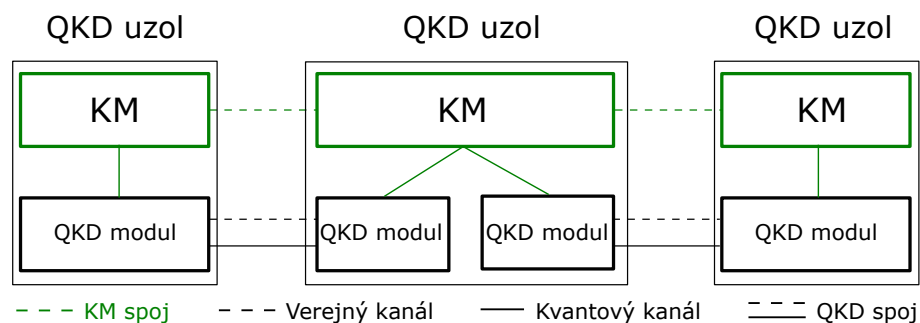 QKD uzol
QKD uzol
QKD uzol
KM
KM
KM
QKD modul
QKD modul
QKD modul
QKD modul
KM spoj
Verejný kanál
Kvantový kanál
QKD spoj